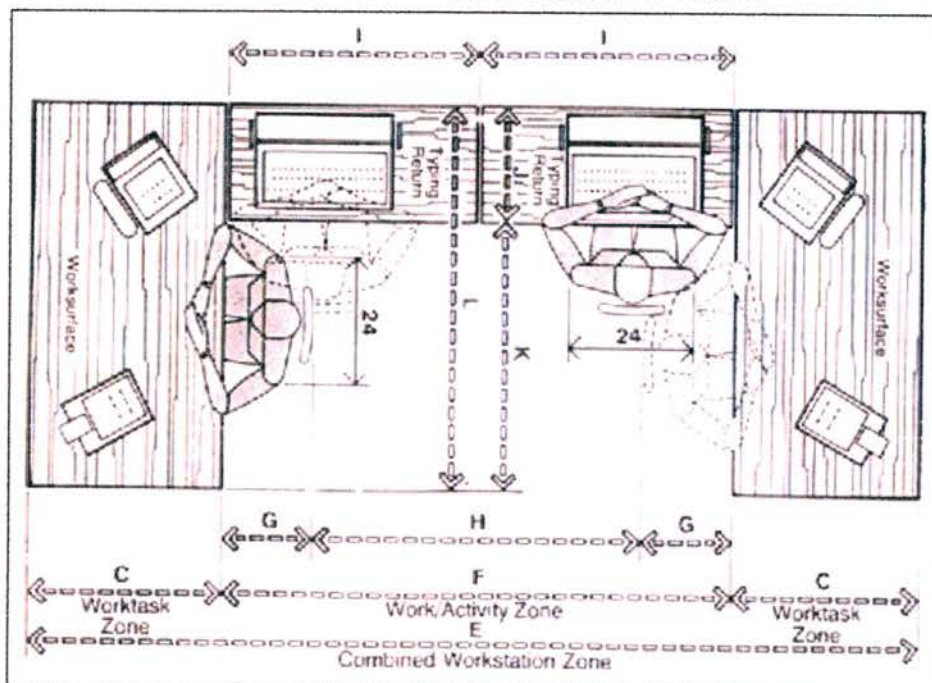 I I
Typing
Return
Typing
Return
J
Worksurface
Worksurface
L
K
24
24
G H G
C F C
Worktask
Zone
Work/Activity Zone
Worktask
Zone
E
Combined Workstation Zone